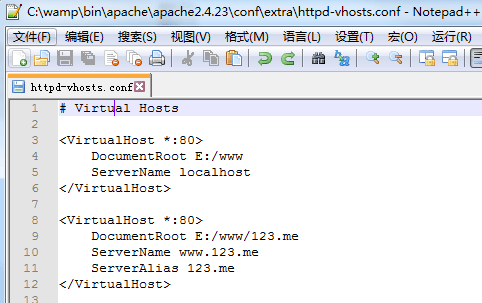 C:\wamp\bin\apache\apache2.4.23\conf\extra\httpd-vhosts.conf - Notepad++
文件(F) 编辑(E) 搜索(S) 视图(V) 格式(M) 语言(L) 设置(T) 宏(O) 运行(R)
httpd-vhosts.conf
1 # Virtual Hosts
2
3 <VirtualHost *:80>
4 DocumentRoot E:/www
5 ServerName localhost
6 </VirtualHost>
7
8 <VirtualHost *:80>
9 DocumentRoot E:/www/123.me
10 ServerName www.123.me
11 ServerAlias 123.me
12 </VirtualHost>